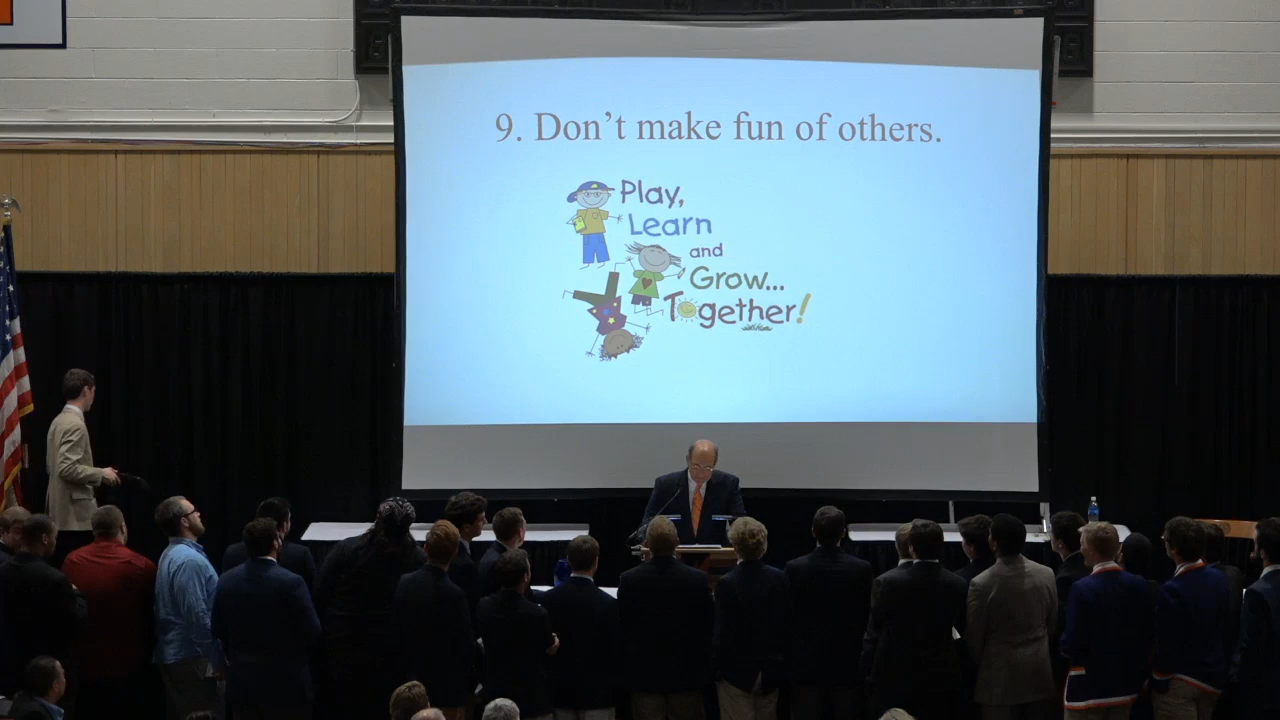 9. Don't make fun of others.
Play,
Learn
and
Grow...
Together!